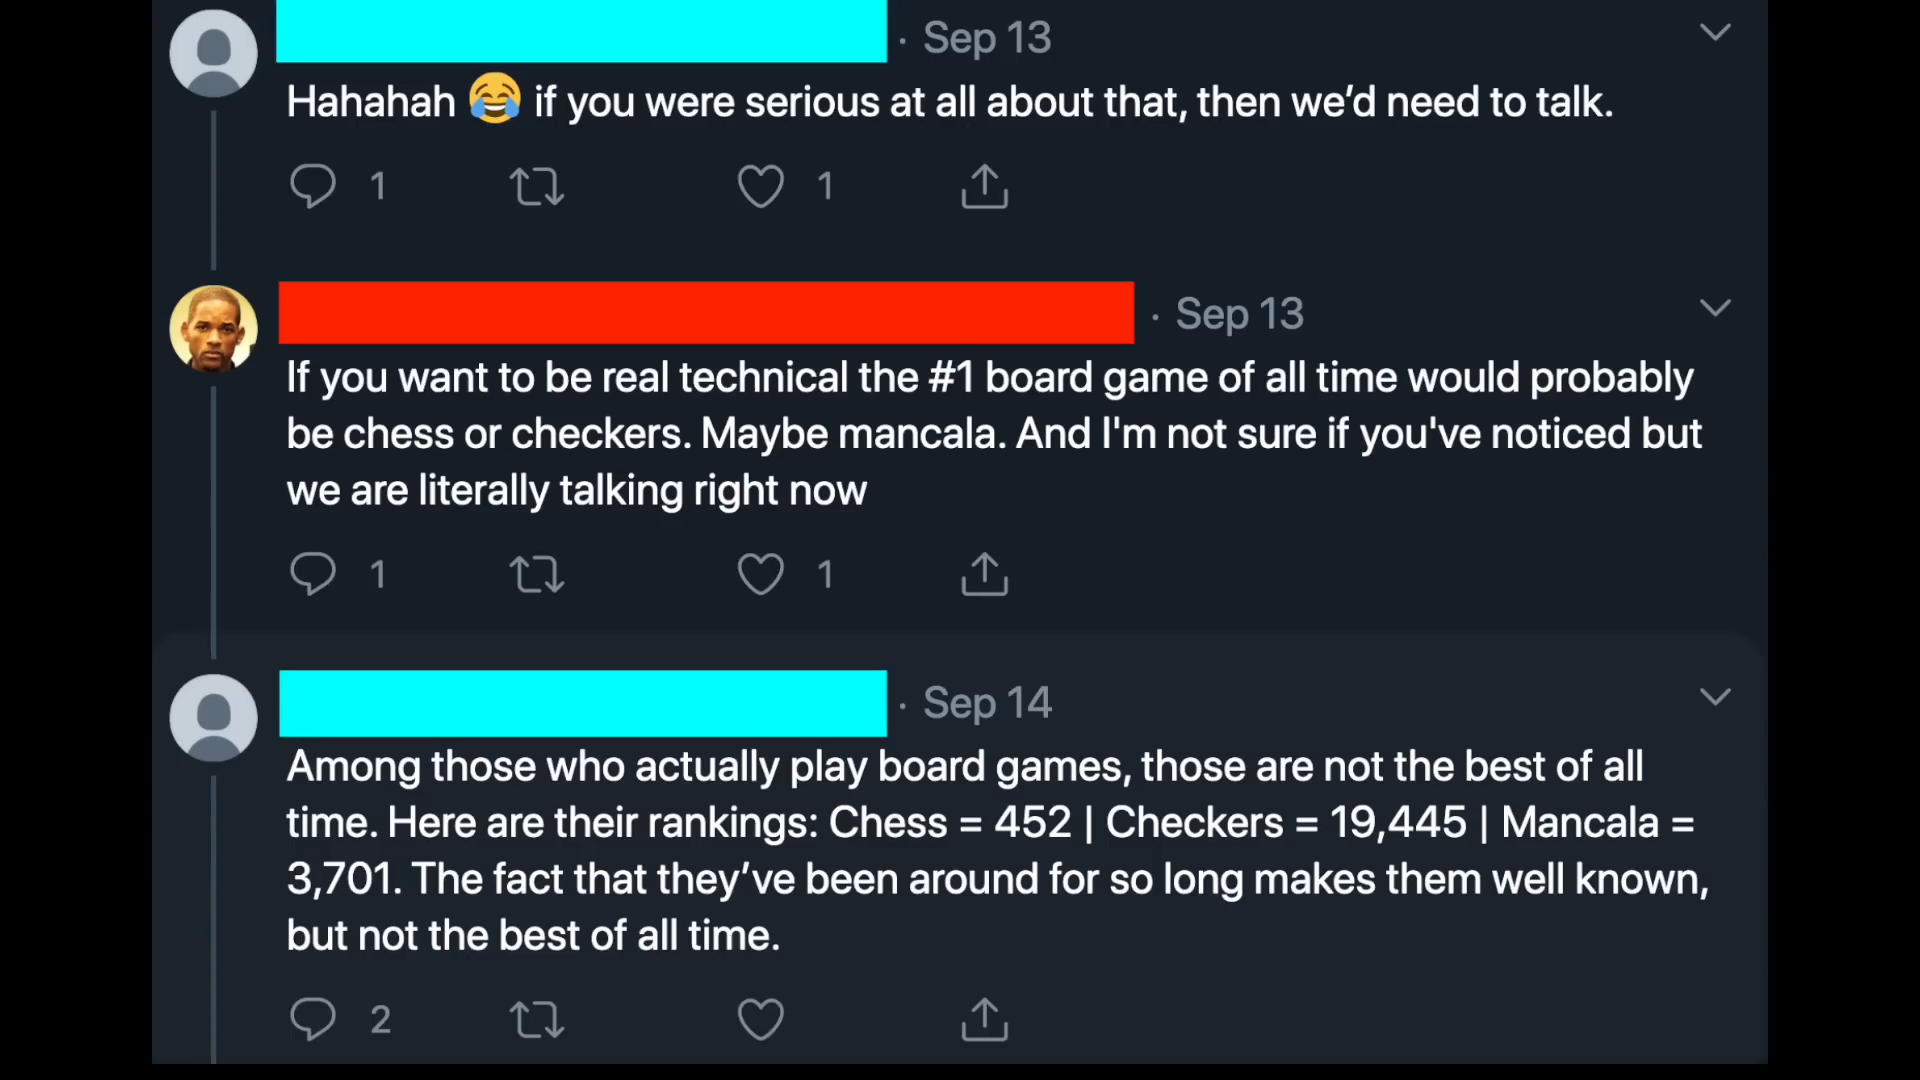 · Sep 13
Hahahah 😂 if you were serious at all about that, then we’d need to talk.
1 1
· Sep 13
If you want to be real technical the #1 board game of all time would probably
be chess or checkers. Maybe mancala. And I'm not sure if you've noticed but
we are literally talking right now
1 1
· Sep 14
Among those who actually play board games, those are not the best of all
time. Here are their rankings: Chess = 452 | Checkers = 19,445 | Mancala =
3,701. The fact that they’ve been around for so long makes them well known,
but not the best of all time.
2